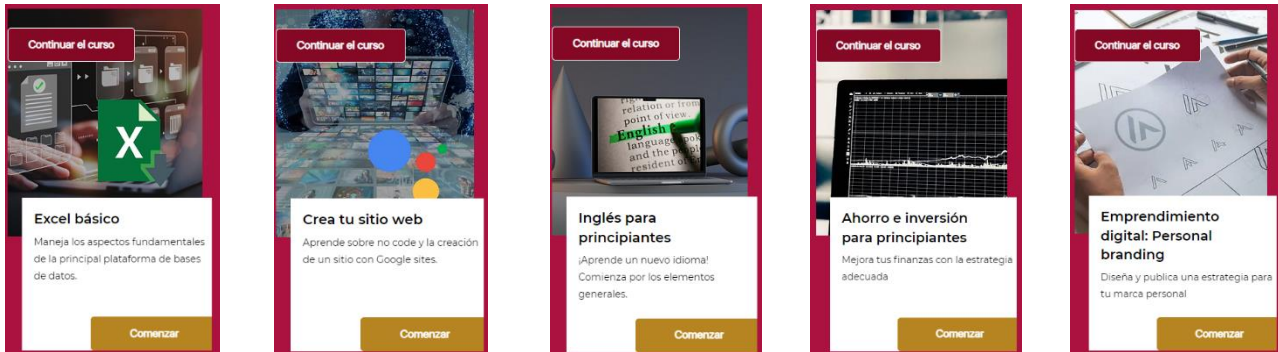 Continuar el curso
X
Excel básico
Maneja los aspectos fundamentales
de la principal plataforma de bases
de datos.
Comenzar
Continuar el curso
Crea tu sitio web
Aprende sobre no code y la creación
de un sitio con Google sites.
Comenzar
Continuar el curso
relation or from
point of view.
English
language
and the people
resident of
Inglés para
principiantes
¡Aprende un nuevo idioma!
Comienza por los elementos
generales.
Comenzar
Continuar el curso
Ahorro e inversión
para principiantes
Mejora tus finanzas con la estrategia
adecuada
Comenzar
Continuar el curso
Emprendimiento
digital: Personal
branding
Diseña y publica una estrategia para
tu marca personal
Comenzar